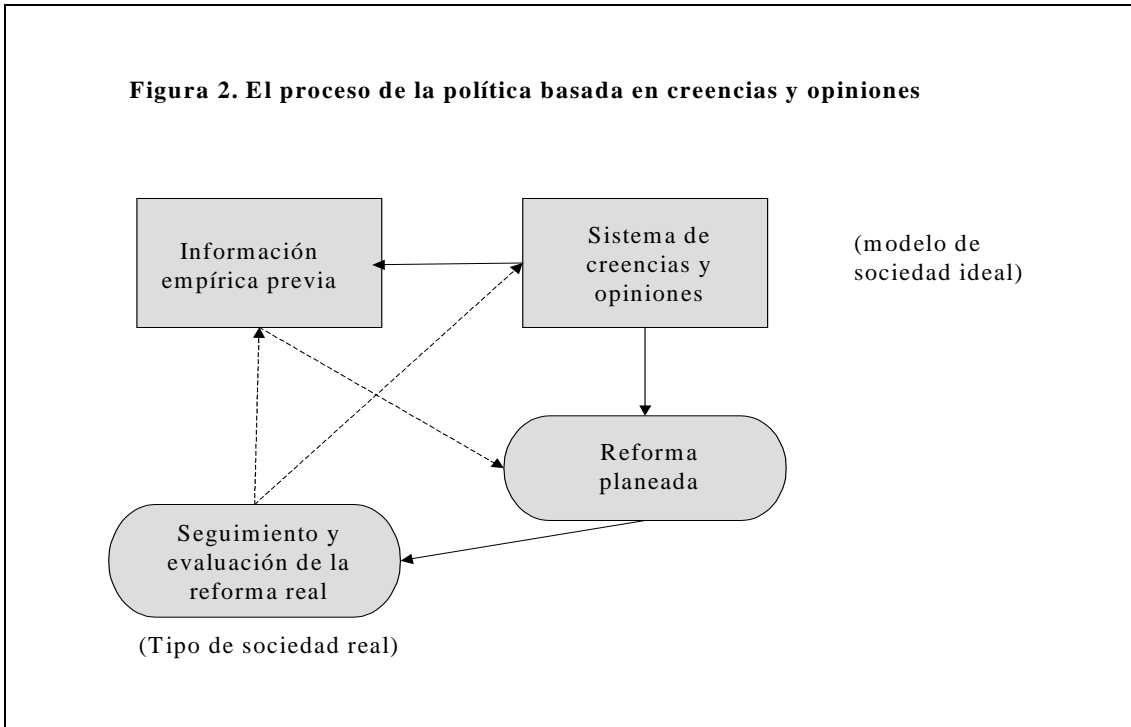 Figura 2. El proceso de la política basada en creencias y opiniones
Información
empírica previa
Sistema de
creencias y
opiniones
(modelo de
sociedad ideal)
Reforma
planeada
Seguimiento y
evaluación de la
reforma real
(Tipo de sociedad real)